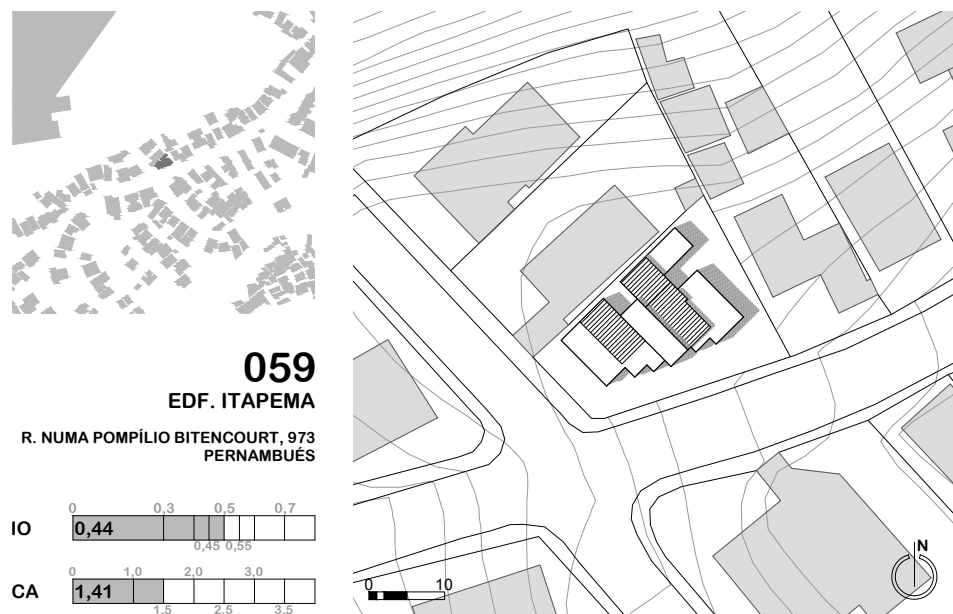 059
EDF. ITAPEMA
R. NUMA POMPÍLIO BITENCOURT, 973
PERNAMBUÉS
0 0,3 0,5 0,7
IO 0,44
0,45 0,55
0 1,0 2,0 3,0
CA 1,41
1,5 2,5 3,5
0 10
N